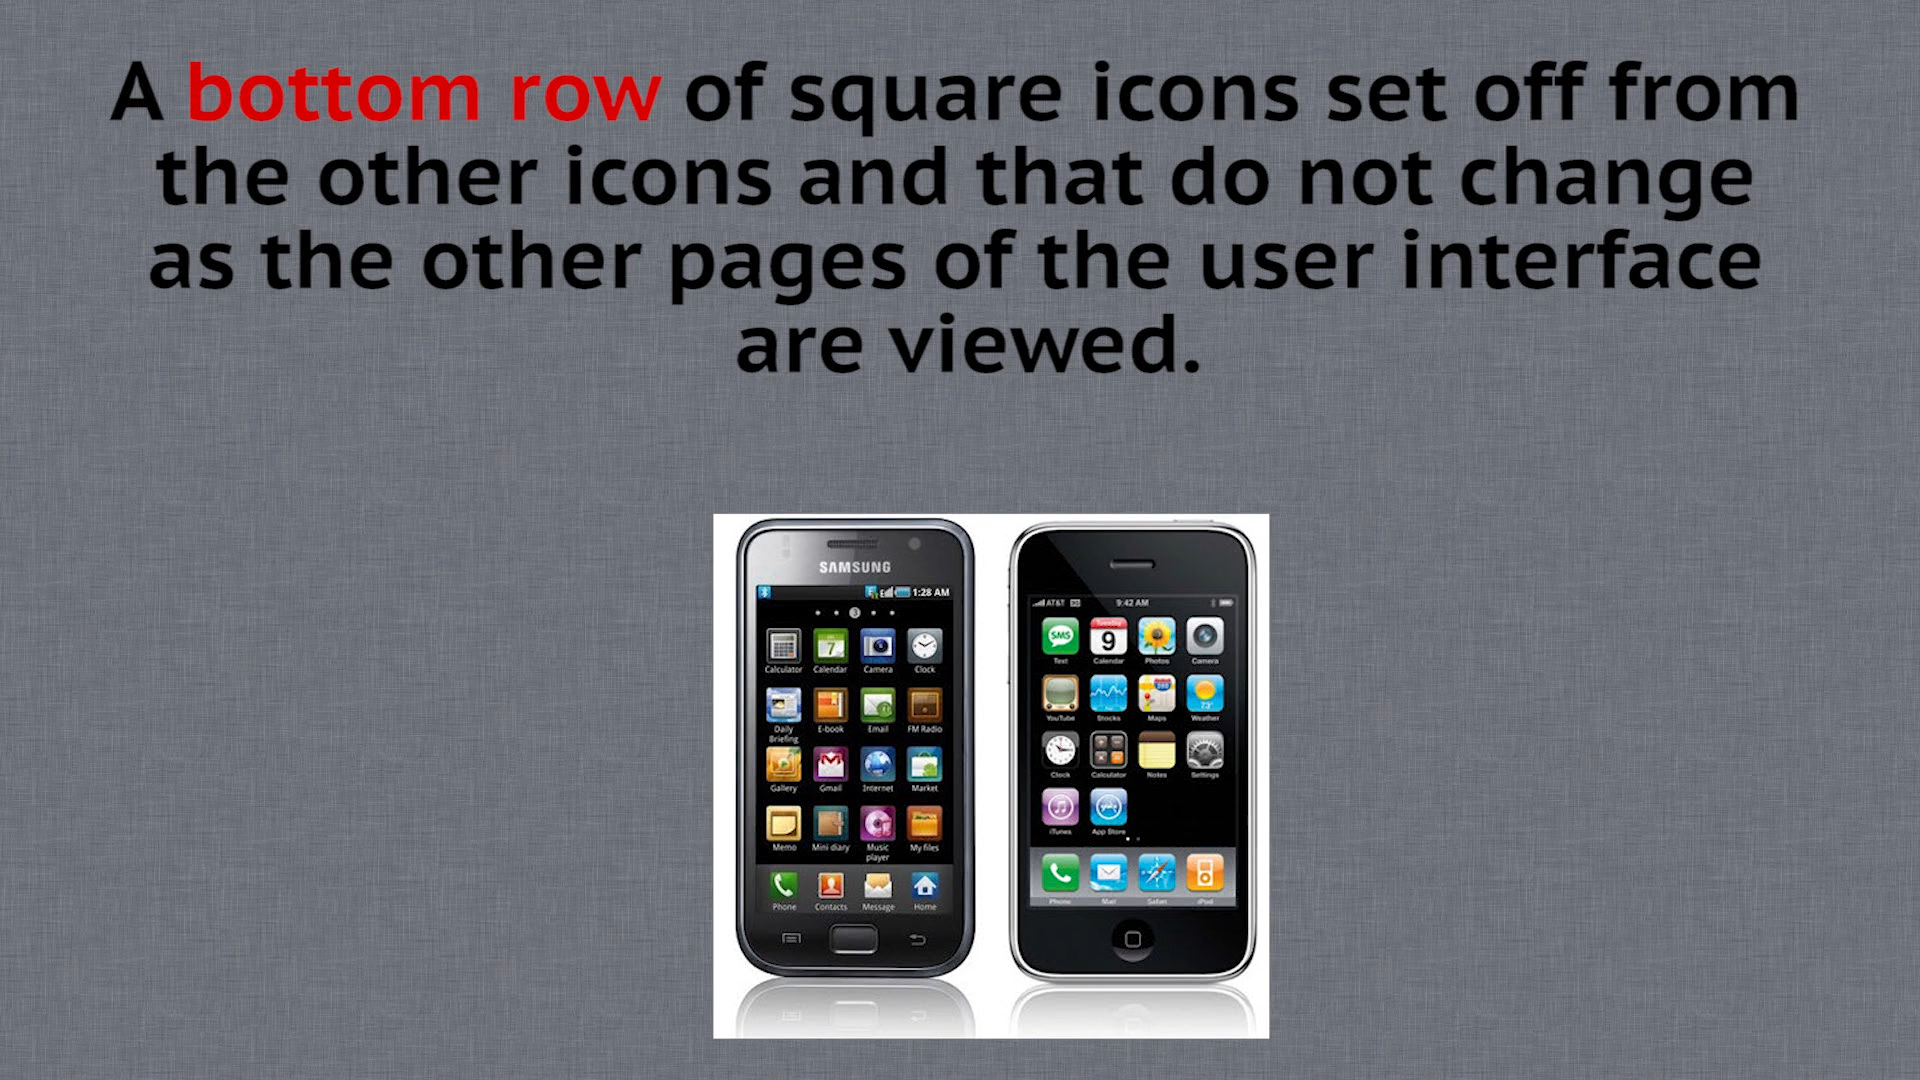 A bottom row of square icons set off from
the other icons and that do not change
as the other pages of the user interface
are viewed.
SAMSUNG
1:28 AM
3
Calculator Calendar Camera Clock
Daily Briefing E-book Email FM Radio
Gallery Gmail Internet Market
Memo Mini diary Music player My files
Phone Contacts Message Home
AT&T 9:42 AM
SMS Tuesday 9
Text Calendar Photos Camera
73°
YouTube Stocks Maps Weather
Clock Calculator Notes Settings
iTunes App Store
Phone Mail Safari iPod